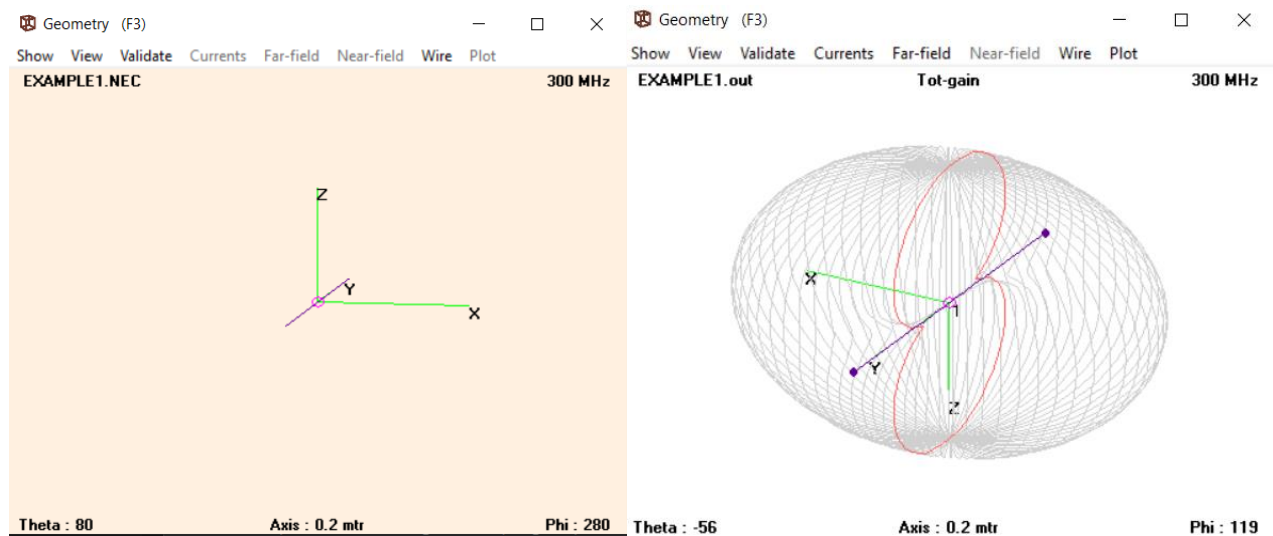 Geometry (F3)
Show View Validate Currents Far-field Near-field Wire Plot
EXAMPLE1.NEC 300 MHz
Z
Y
X
Theta : 80 Axis : 0.2 mtr Phi : 280
Geometry (F3)
Show View Validate Currents Far-field Near-field Wire Plot
EXAMPLE1.out Tot-gain 300 MHz
X
1
Y
Z
Theta : -56 Axis : 0.2 mtr Phi : 119